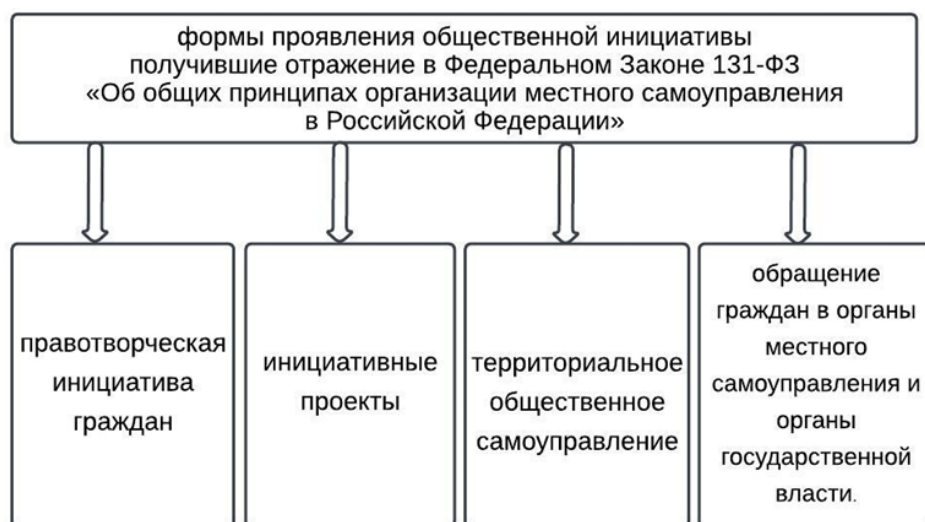 формы проявления общественной инициативы
получившие отражение в Федеральном Законе 131-ФЗ
«Об общих принципах организации местного самоуправления
в Российской Федерации»
правотворческая
инициатива
граждан
инициативные
проекты
территориальное
общественное
самоуправление
обращение
граждан в органы
местного
самоуправления и
органы
государственной
власти.